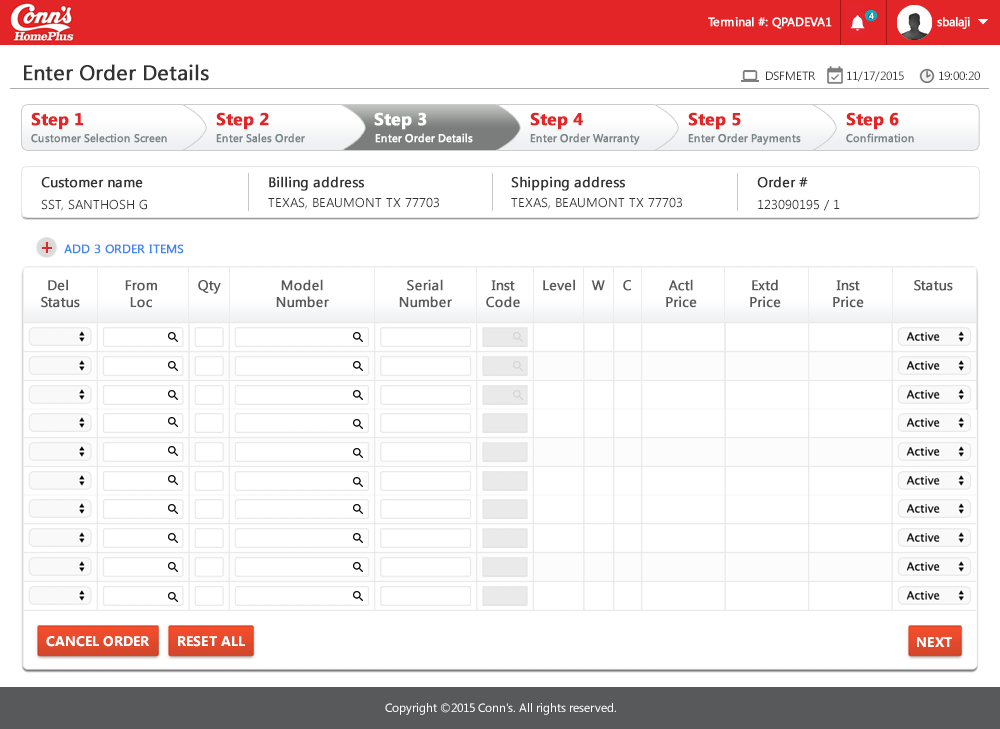 Conn's
HomePlus
Terminal #: QPADEVA1
4
sbalaji
Enter Order Details
DSFMETR
11/17/2015
19:00:20
Step 1
Customer Selection Screen
Step 2
Enter Sales Order
Step 3
Enter Order Details
Step 4
Enter Order Warranty
Step 5
Enter Order Payments
Step 6
Confirmation
Customer name
SST, SANTHOSH G
Billing address
TEXAS, BEAUMONT TX 77703
Shipping address
TEXAS, BEAUMONT TX 77703
Order #
123090195 / 1
+ ADD 3 ORDER ITEMS
Del
Status
From
Loc
Qty
Model
Number
Serial
Number
Inst
Code
Level
W
C
Actl
Price
Extd
Price
Inst
Price
Status
Active
Active
Active
Active
Active
Active
Active
Active
Active
Active
CANCEL ORDER
RESET ALL
NEXT
Copyright ©2015 Conn's. All rights reserved.